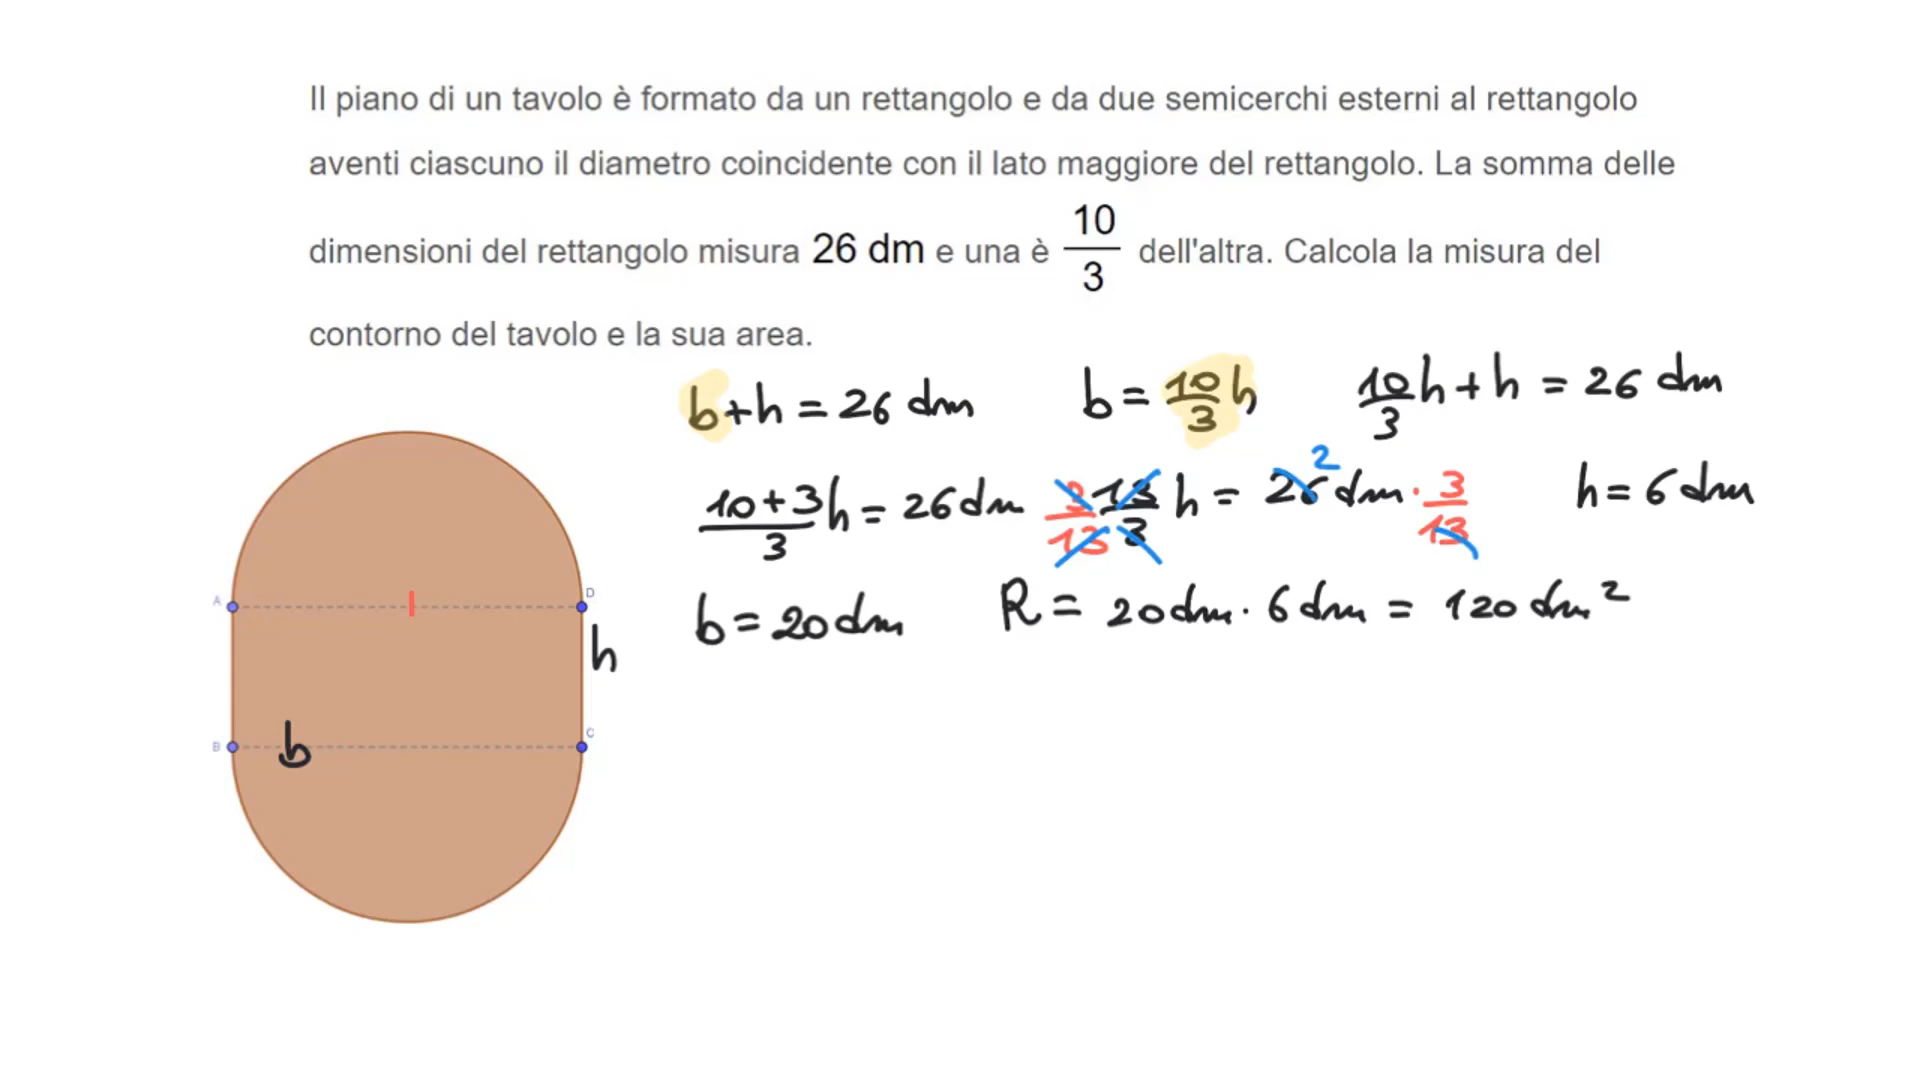 Il piano di un tavolo è formato da un rettangolo e da due semicerchi esterni al rettangolo
aventi ciascuno il diametro coincidente con il lato maggiore del rettangolo. La somma delle
dimensioni del rettangolo misura 26 dm e una è 10/3 dell'altra. Calcola la misura del
contorno del tavolo e la sua area.
b+h = 26 dm b = 10/3 h 10/3 h + h = 26 dm
10+3/3 h = 26 dm 3/13 13/3 h = 26 2 dm · 3/13 h = 6 dm
b = 20 dm R = 20 dm · 6 dm = 120 dm²
A D
h
B b C